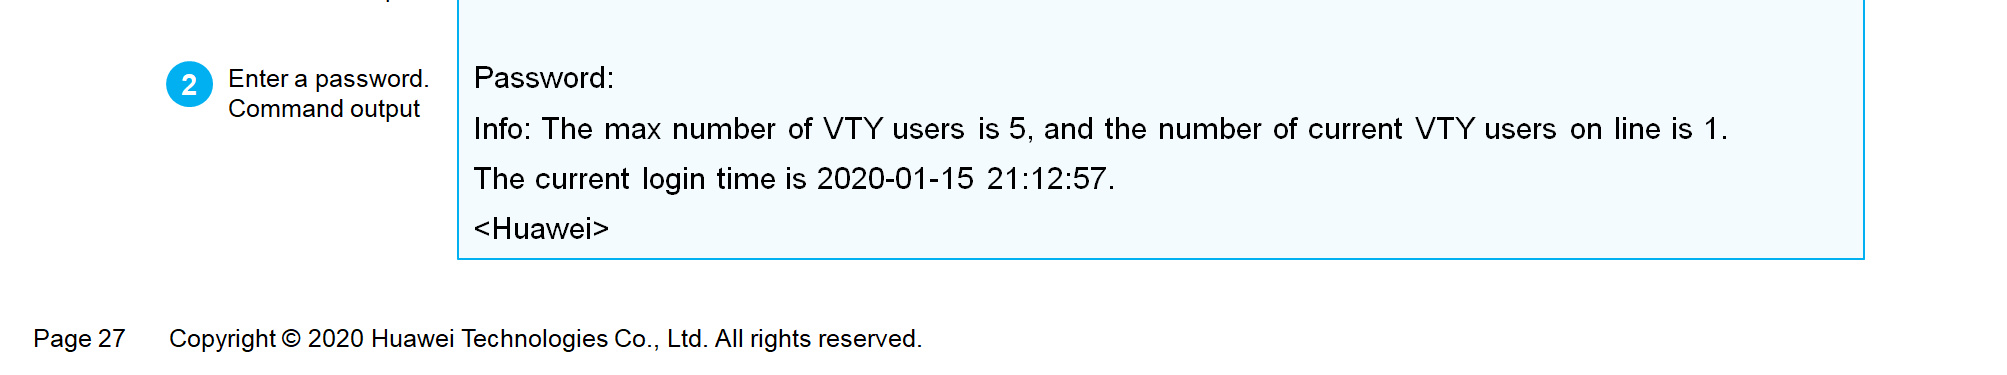 2
Enter a password.
Command output
Password:
Info: The max number of VTY users is 5, and the number of current VTY users on line is 1.
The current login time is 2020-01-15 21:12:57.
<Huawei>
Page 27 Copyright © 2020 Huawei Technologies Co., Ltd. All rights reserved.